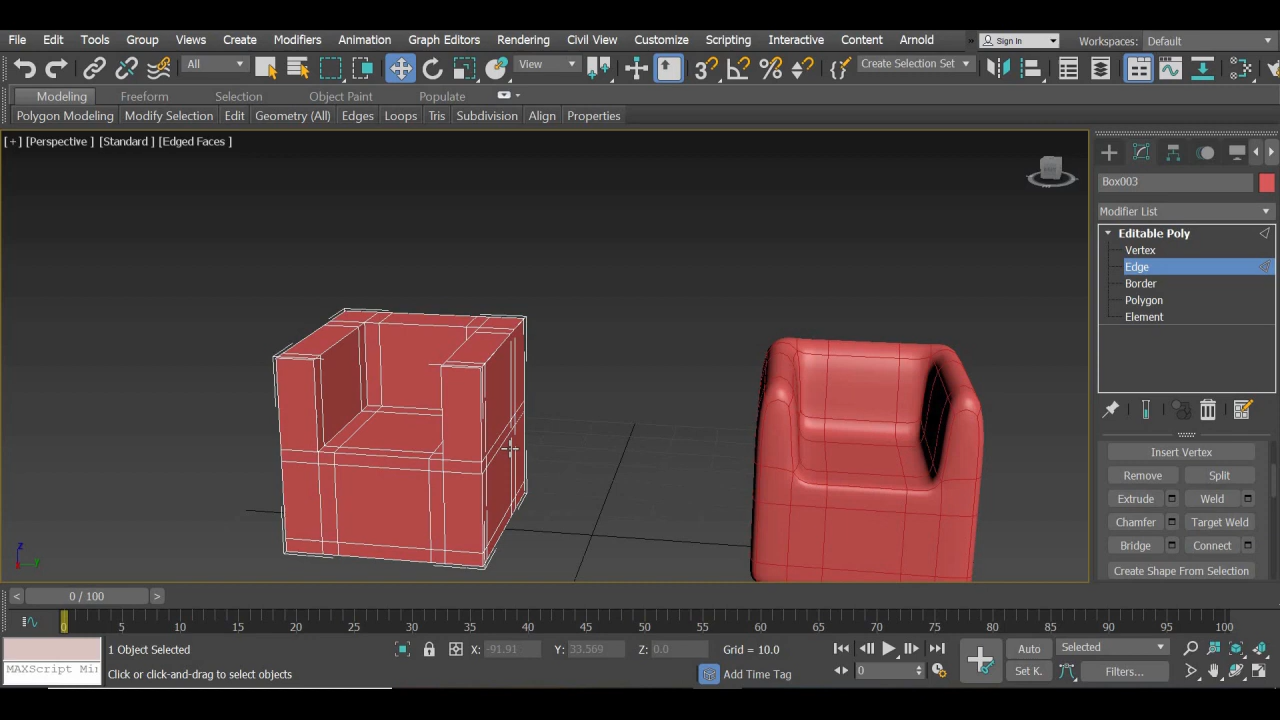 File Edit Tools Group Views Create Modifiers Animation Graph Editors Rendering Civil View Customize Scripting Interactive Content Arnold » Sign In Workspaces: Default
All View Create Selection Set
Modeling Freeform Selection Object Paint Populate
Polygon Modeling Modify Selection Edit Geometry (All) Edges Loops Tris Subdivision Align Properties
[+] [Perspective ] [Standard ] [Edged Faces ]
Box003
Modifier List
Editable Poly
Vertex
Edge
Border
Polygon
Element
Insert Vertex
Remove Split
Extrude Weld
Chamfer Target Weld
Bridge Connect
Create Shape From Selection
z
< 0 / 100 >
0 5 10 15 20 25 30 35 40 45 50 55 60 65 70 75 80 85 90 95 100
1 Object Selected X: -91.91 Y: 33.569 Z: 0.0 Grid = 10.0 Auto Selected
MAXScript Mi Click or click-and-drag to select objects Add Time Tag 0 Set K. Filters...